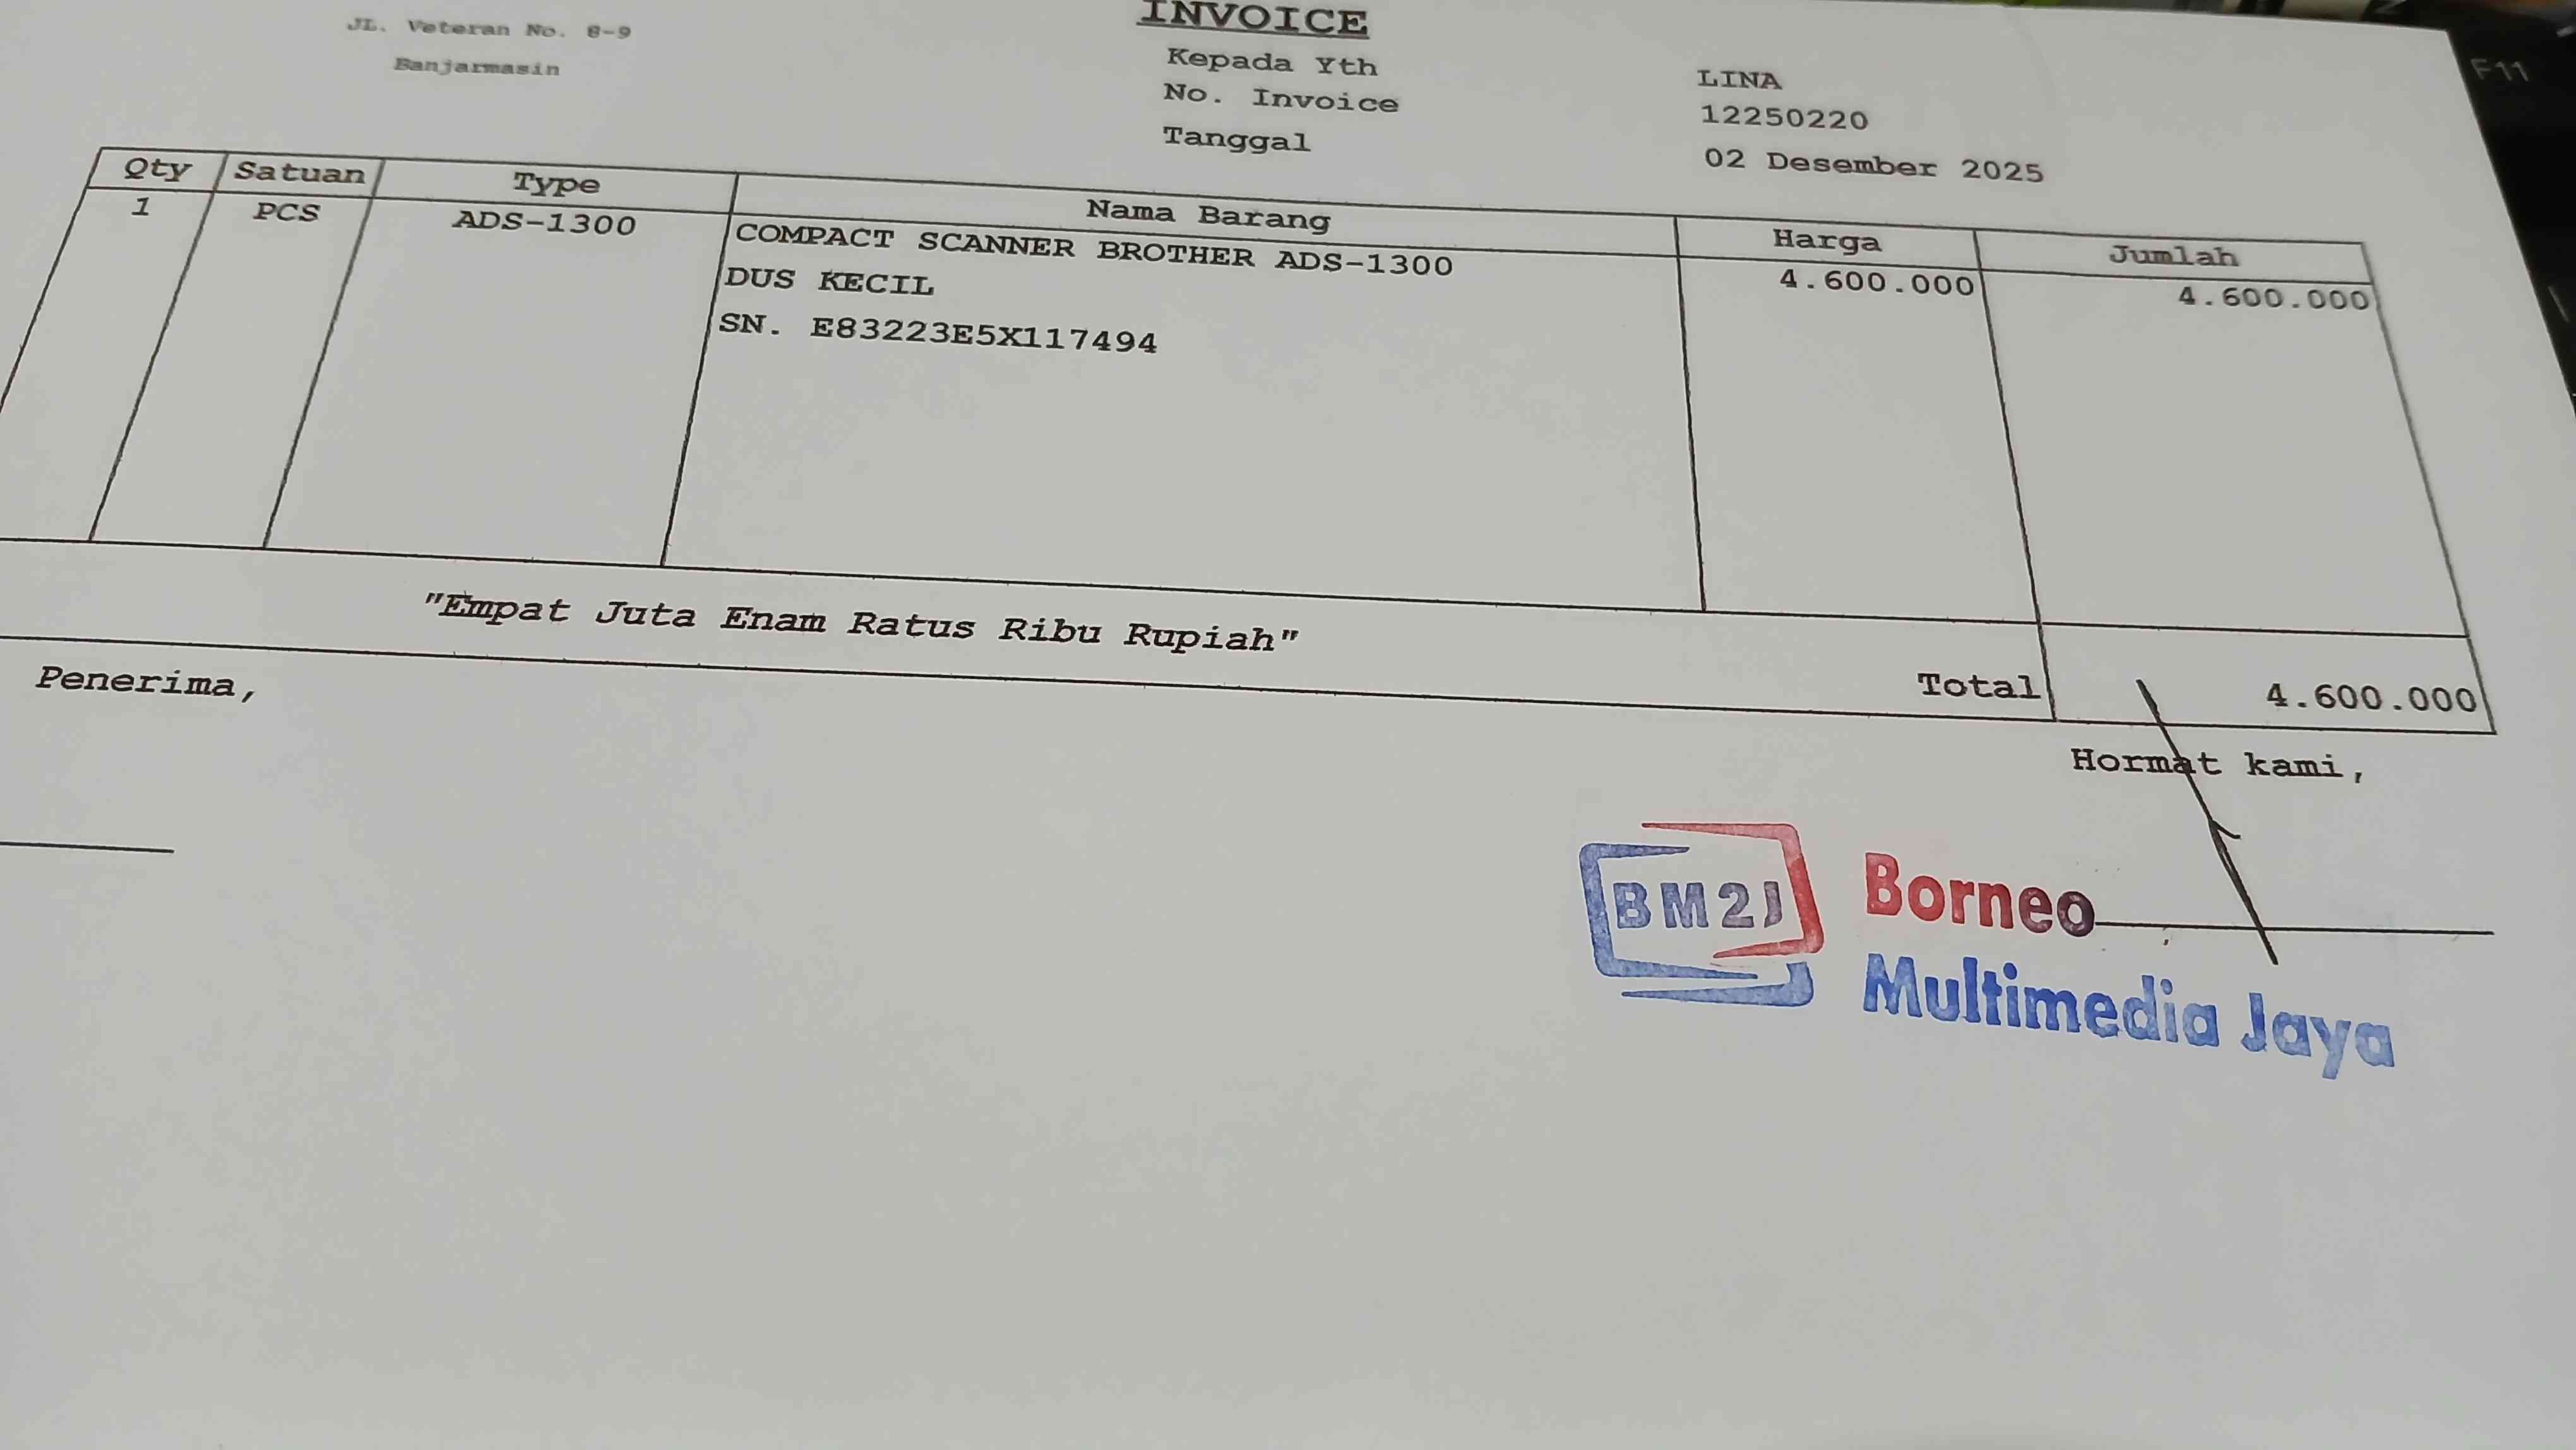 JL. Veteran No. 8-9
Banjarmasin
INVOICE
Kepada Yth LINA
No. Invoice 12250220
Tanggal 02 Desember 2025
Qty Satuan Type Nama Barang Harga Jumlah
1 PCS ADS-1300 COMPACT SCANNER BROTHER ADS-1300 4.600.000 4.600.000
DUS KECIL
SN. E83223E5X117494
"Empat Juta Enam Ratus Ribu Rupiah"
Total 4.600.000
Penerima,
Hormat kami,
BM2J
Borneo
Multimedia Jaya
F11